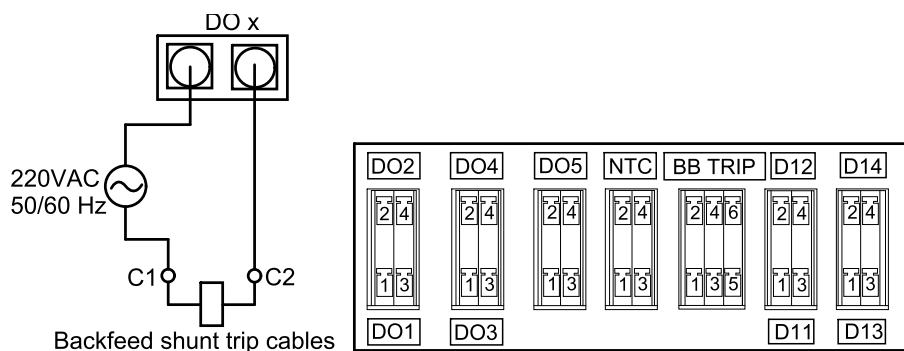 DO x
220VAC
50/60 Hz
C1 C2
Backfeed shunt trip cables
DO2 DO4 DO5 NTC BB TRIP D12 D14
2 4 2 4 2 4 2 4 2 4 6 2 4 2 4
1 3 1 3 1 3 1 3 1 3 5 1 3 1 3
DO1 DO3 D11 D13